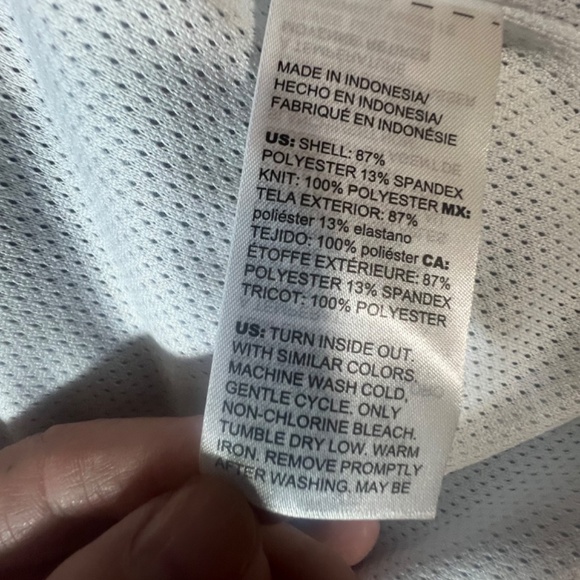 MADE IN INDONESIA/
HECHO EN INDONESIA/
FABRIQUÉ EN INDONÉSIE
US: SHELL: 87%
POLYESTER 13% SPANDEX
KNIT: 100% POLYESTER MX:
TELA EXTERIOR: 87%
poliéster 13% elastano
TEJIDO: 100% poliéster CA:
ÉTOFFE EXTÉRIEURE: 87%
POLYESTER 13% SPANDEX
TRICOT: 100% POLYESTER
US: TURN INSIDE OUT.
WITH SIMILAR COLORS,
MACHINE WASH COLD,
GENTLE CYCLE. ONLY
NON-CHLORINE BLEACH.
TUMBLE DRY LOW. WARM
IRON. REMOVE PROMPTLY
AFTER WASHING. MAY BE